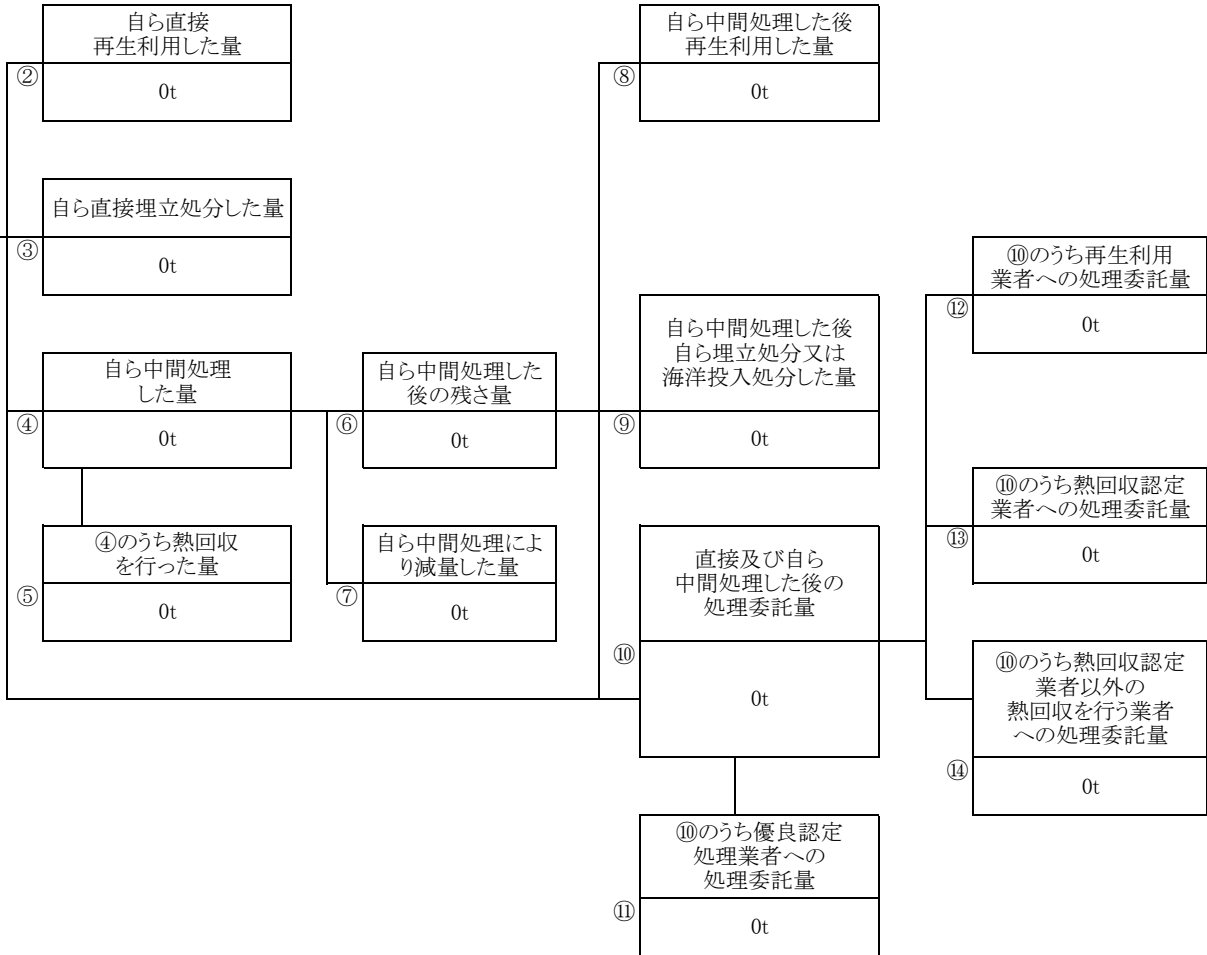 自ら直接
再生利用した量
②
0t
自ら直接埋立処分した量
③
0t
自ら中間処理
した量
④
0t
④のうち熱回収
を行った量
⑤
0t
自ら中間処理した
後の残さ量
⑥
0t
自ら中間処理によ
り減量した量
⑦
0t
自ら中間処理した後
再生利用した量
⑧
0t
自ら中間処理した後
自ら埋立処分又は
海洋投入処分した量
⑨
0t
直接及び自ら
中間処理した後の
処理委託量
⑩
0t
⑩のうち優良認定
処理業者への
処理委託量
⑪
0t
⑩のうち再生利用
業者への処理委託量
⑫
0t
⑩のうち熱回収認定
業者への処理委託量
⑬
0t
⑩のうち熱回収認定
業者以外の
熱回収を行う業者
への処理委託量
⑭
0t